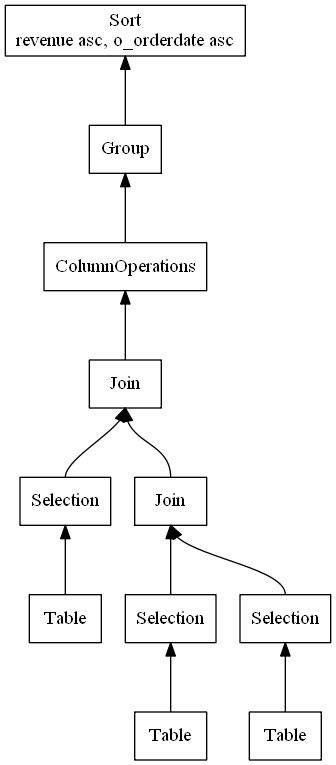 Sort
revenue asc, o_orderdate asc
Group
ColumnOperations
Join
Selection
Join
Table
Selection
Selection
Table
Table